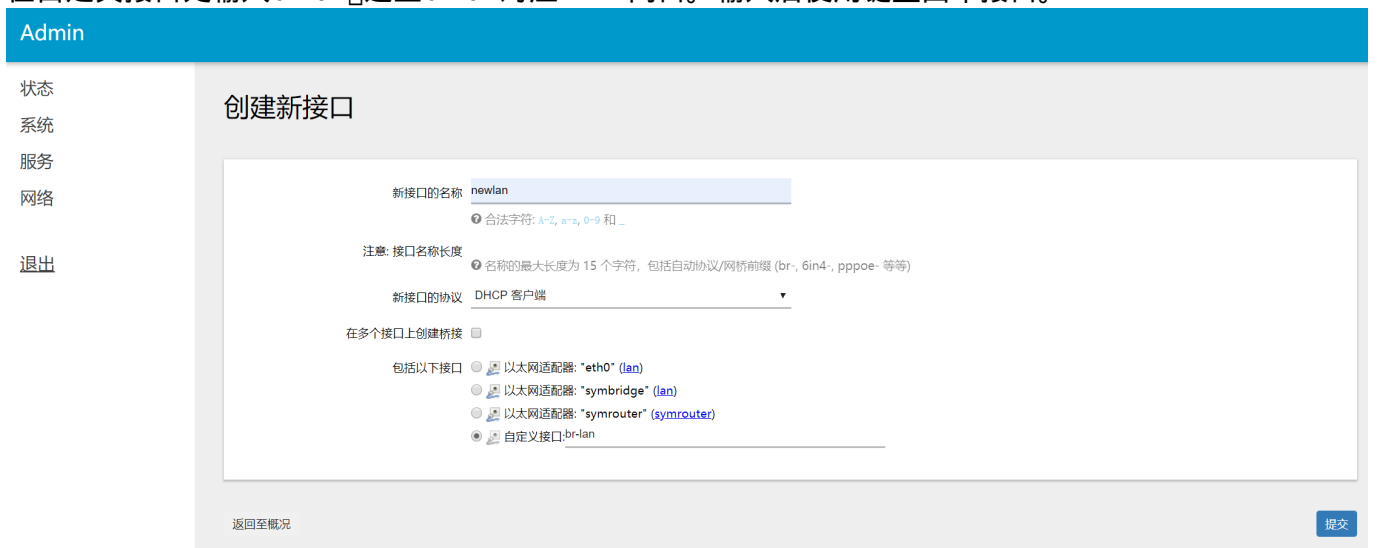 Admin
状态
系统
服务
网络
退出
创建新接口
新接口的名称 newlan
合法字符: A-Z, a-z, 0-9 和 _
注意: 接口名称长度
名称的最大长度为 15 个字符，包括自动协议/网桥前缀 (br-, 6in4-, pppoe- 等等)
新接口的协议 DHCP 客户端
在多个接口上创建桥接
包括以下接口 以太网适配器: "eth0" (lan)
以太网适配器: "symbridge" (lan)
以太网适配器: "symrouter" (symrouter)
自定义接口:br-lan
返回至概况 提交